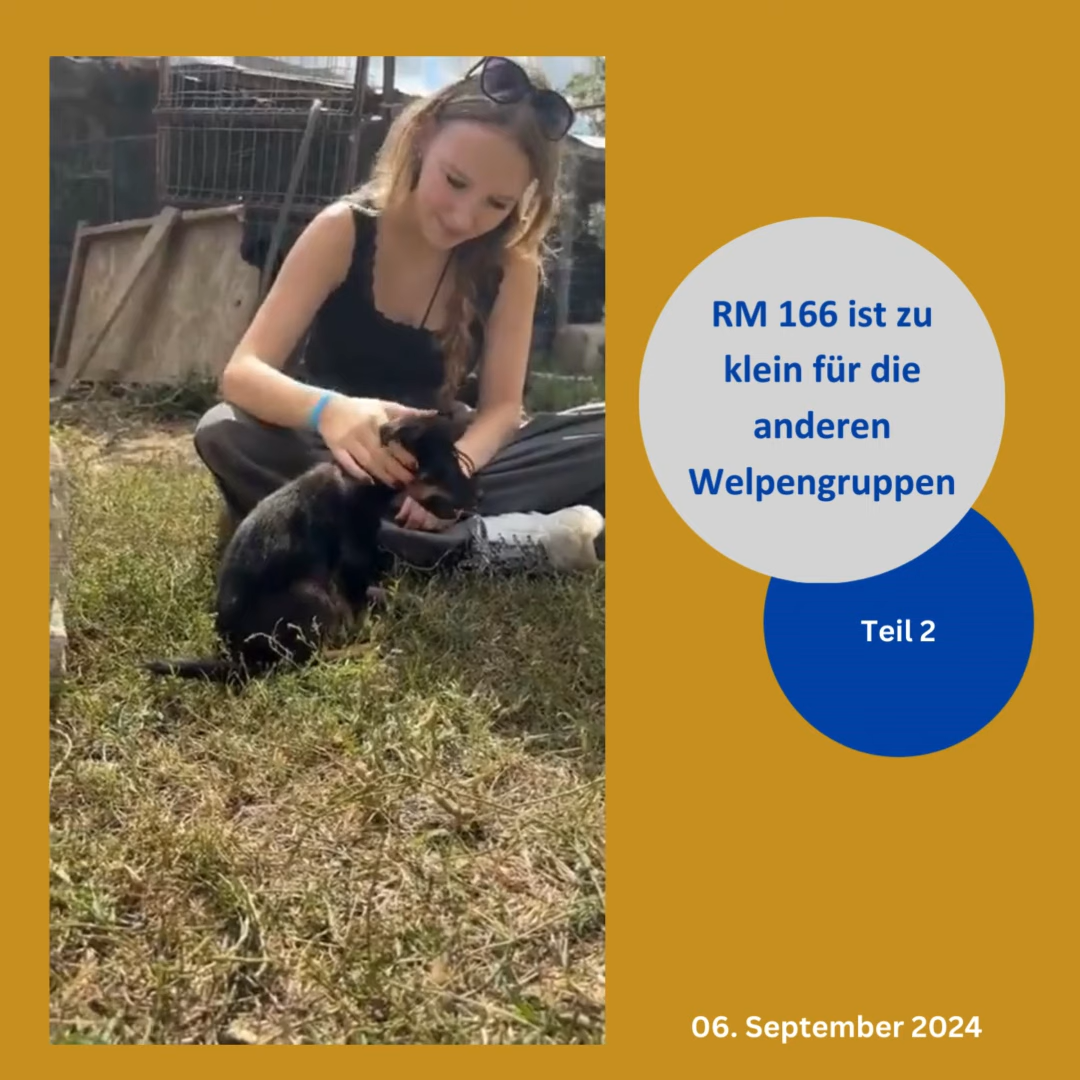 RM 166 ist zu
klein für die
anderen
Welpengruppen
Teil 2
06. September 2024